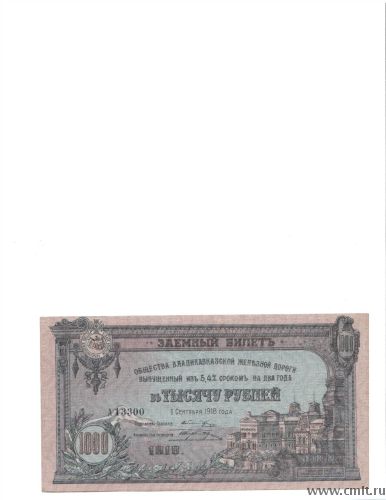 ЗАЕМНЫЙ БИЛЕТЪ
1000
ОБЩЕСТВА ВЛАДИКАВКАЗСКОЙ ЖЕЛЕЗНОЙ ДОРОГИ
ВЫПУЩЕННЫЙ ИЗЪ 5,4% СРОКОМЪ НА ДВА ГОДА
въ ТЫСЯЧУ РУБЛЕЙ
А13300
1 Сентября 1918 года
1000
1918
www.cmlt.ru